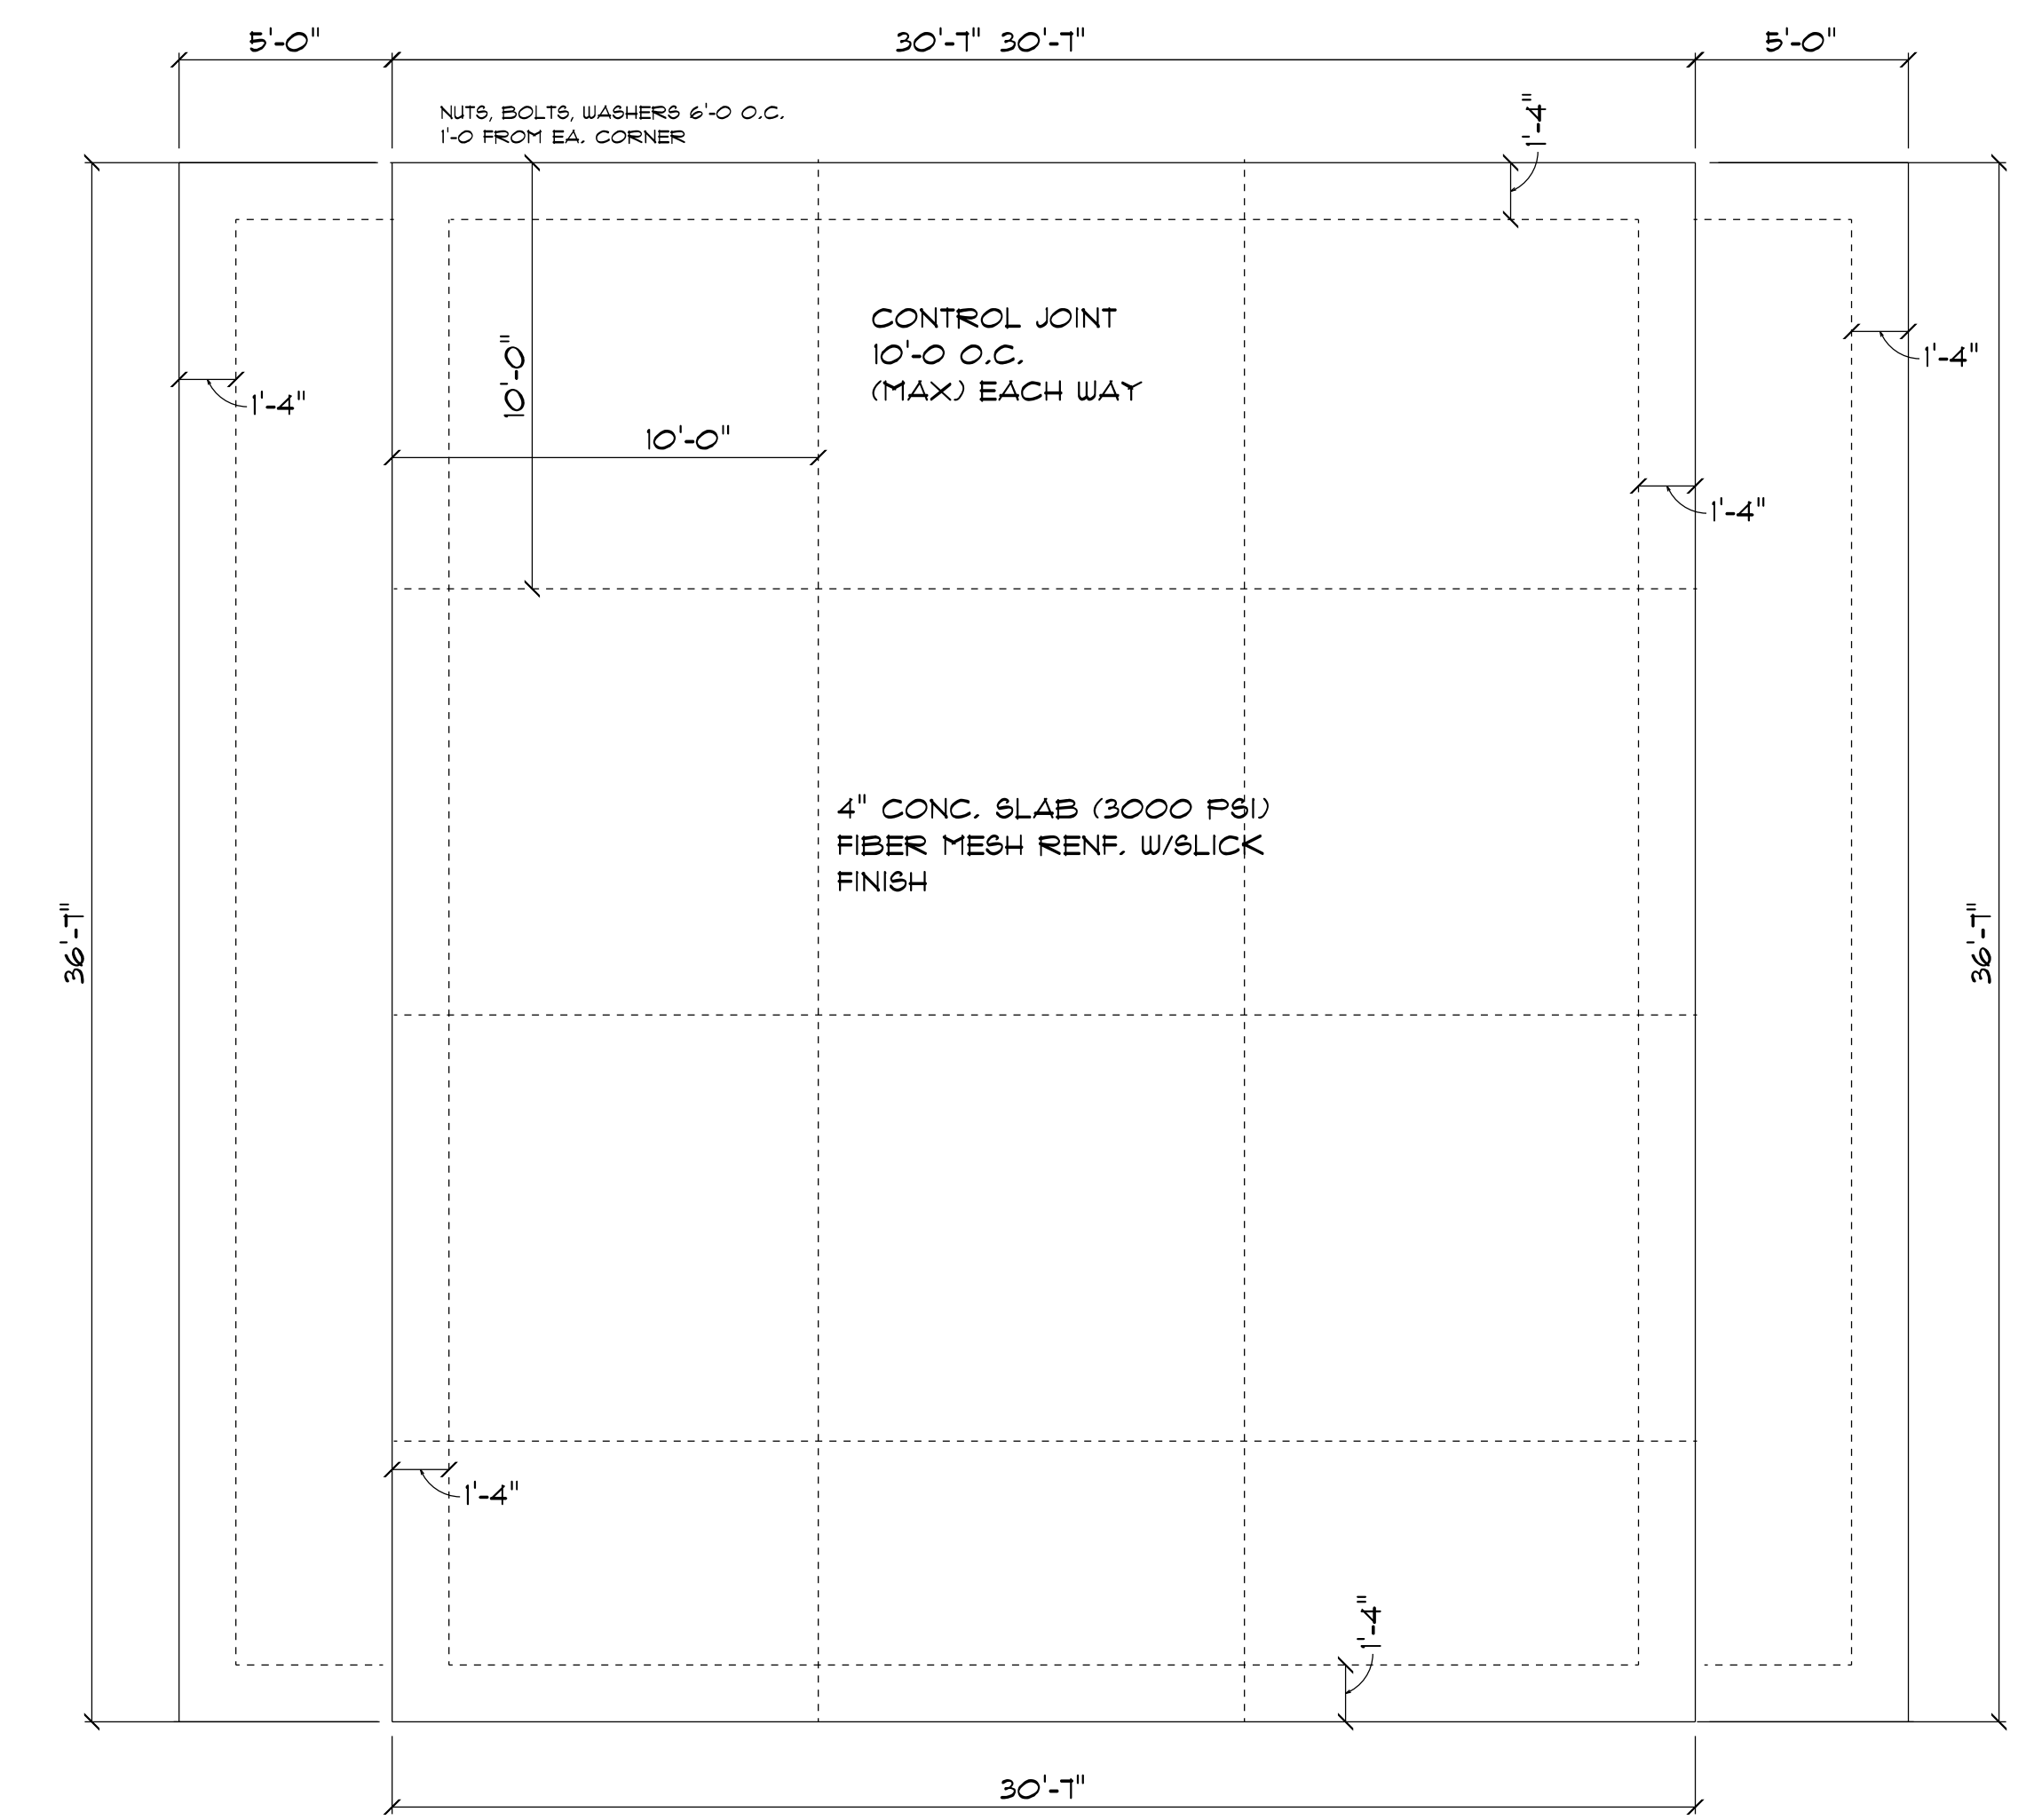 5'-0"
30'-7" 30'-7"
5'-0"
NUTS, BOLTS, WASHERS 6'-0 O.C.
1'-0 FROM EA. CORNER
1'-4"
CONTROL JOINT
10'-0 O.C.
(MAX) EACH WAY
1'-4"
10'-0"
1'-4"
10'-0"
1'-4"
4" CONC. SLAB (3000 PSI)
FIBER MESH RENF. W/SLICK
FINISH
36'-7"
36'-7"
1'-4"
1'-4"
30'-7"